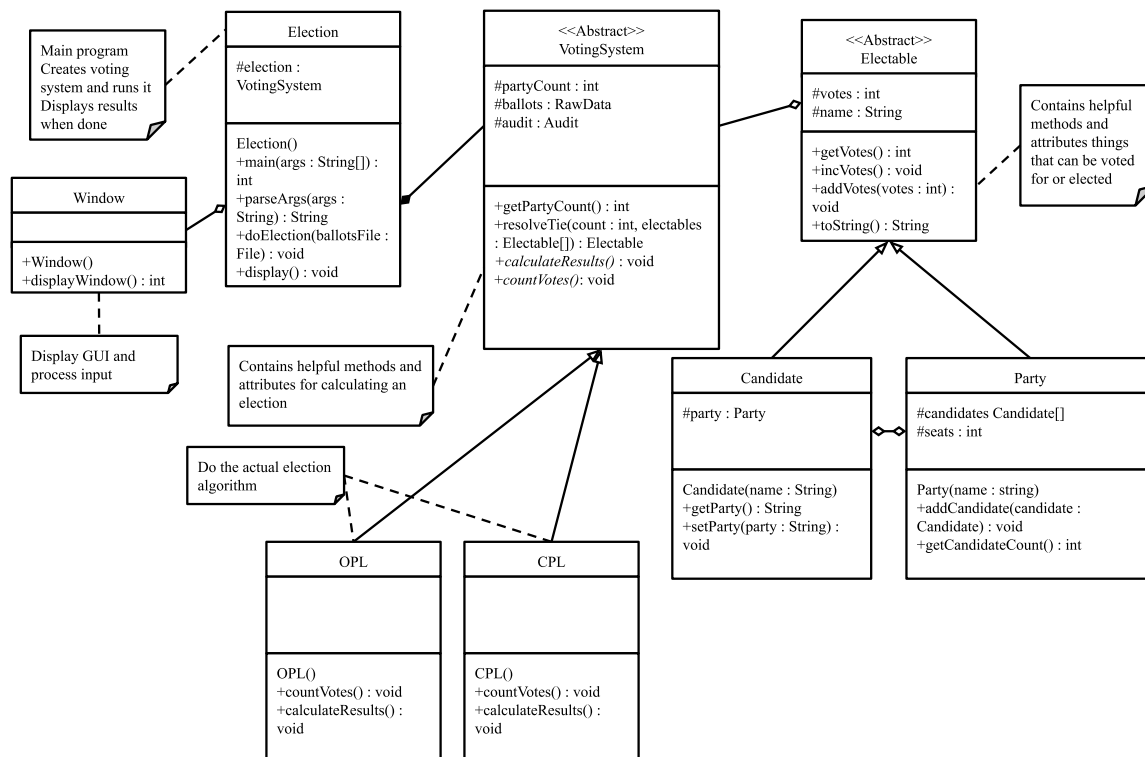 Main program
Creates voting
system and runs it
Displays results
when done
Election
#election :
VotingSystem
Election()
+main(args : String[]) :
int
+parseArgs(args :
String) : String
+doElection(ballotsFile :
File) : void
+display() : void
<<Abstract>>
VotingSystem
#partyCount : int
#ballots : RawData
#audit : Audit
+getPartyCount() : int
+resolveTie(count : int, electables
: Electable[]) : Electable
+calculateResults() : void
+countVotes(): void
<<Abstract>>
Electable
#votes : int
#name : String
+getVotes() : int
+incVotes() : void
+addVotes(votes : int) :
void
+toString() : String
Contains helpful
methods and
attributes things
that can be voted
for or elected
Window
+Window()
+displayWindow() : int
Display GUI and
process input
Contains helpful methods and
attributes for calculating an
election
Candidate
#party : Party
Candidate(name : String)
+getParty() : String
+setParty(party : String) :
void
Party
#candidates Candidate[]
#seats : int
Party(name : string)
+addCandidate(candidate :
Candidate) : void
+getCandidateCount() : int
Do the actual election
algorithm
OPL
OPL()
+countVotes() : void
+calculateResults() :
void
CPL
CPL()
+countVotes() : void
+calculateResults() :
void